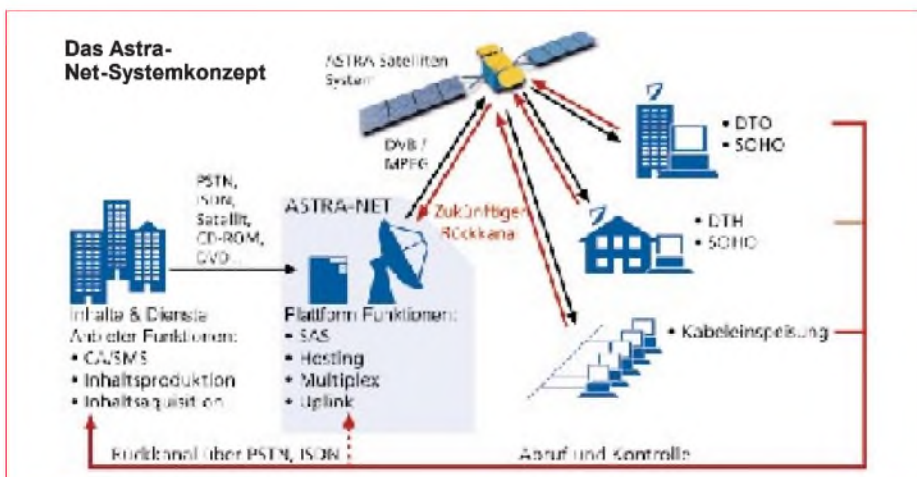 Das Astra-
Net-Systemkonzept
ASTRA Satelliten
System
DVB /
MPEG
PSTN,
ISDN,
Satellit,
CD-ROM,
DVD...
ASTRA-NET
Zukünftiger
Rückkanal
Inhalte & Dienste
Anbieter Funktionen:
• CA/SMS
• Inhaltsproduktion
• Inhaltsaquisition
Plattform Funktionen:
• SAS
• Hosting
• Multiplex
• Uplink
• DTO
• SOHO
• DTH
• SOHO
• Kabeleinspeisung
Rückkanal über PSTN, ISDN
Abruf und Kontrolle